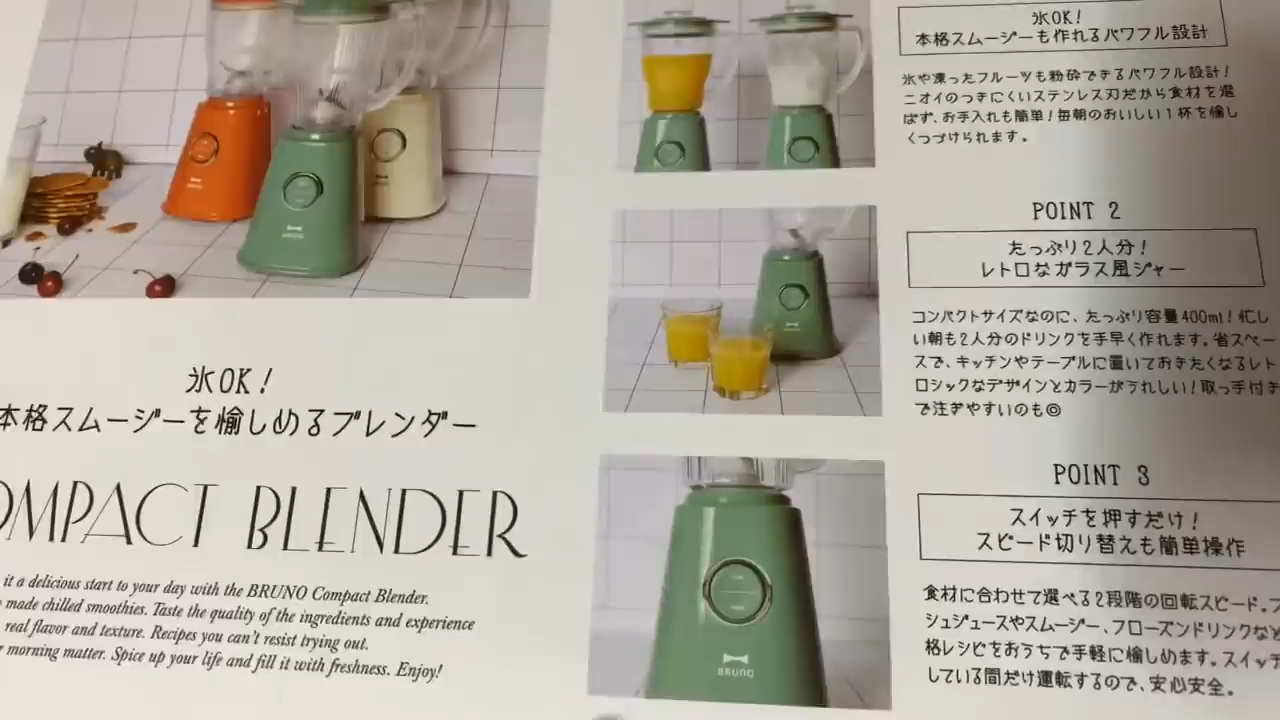 氷OK!
本格スムージーを愉しめるブレンダー
OMPACT BLENDER
it a delicious start to your day with the BRUNO Compact Blender.
made chilled smoothies. Taste the quality of the ingredients and experience
real flavor and texture. Recipes you can't resist trying out.
morning matter. Spice up your life and fill it with freshness. Enjoy!
BRUNO
BRUNO
BRUNO
氷OK!
本格スムージーも作れるパワフル設計
氷や凍ったフルーツも粉砕できるパワフル設計!
ニオイのつきにくいステンレス刃だから食材を選
ばず、お手入れも簡単!毎朝のおいしい1杯を愉し
くつづけられます。
POINT 2
たっぷり2人分!
レトロなガラス風ジャー
コンパクトサイズなのに、たっぷり容量400ml!忙し
い朝も2人分のドリンクを手早く作れます。省スペー
スで、キッチンやテーブルに置いておきたくなるレト
ロシックなデザインとカラーがうれしい!取っ手付き
で注ぎやすいのも◎
POINT 3
スイッチを押すだけ!
スピード切り替えも簡単操作
食材に合わせて選べる2段階の回転スピード。フ
シュジュースやスムージー、フローズンドリンクなど
格レシピをおうちで手軽に愉しめます。スイッチ
している間だけ運転するので、安心安全。
BRUNO